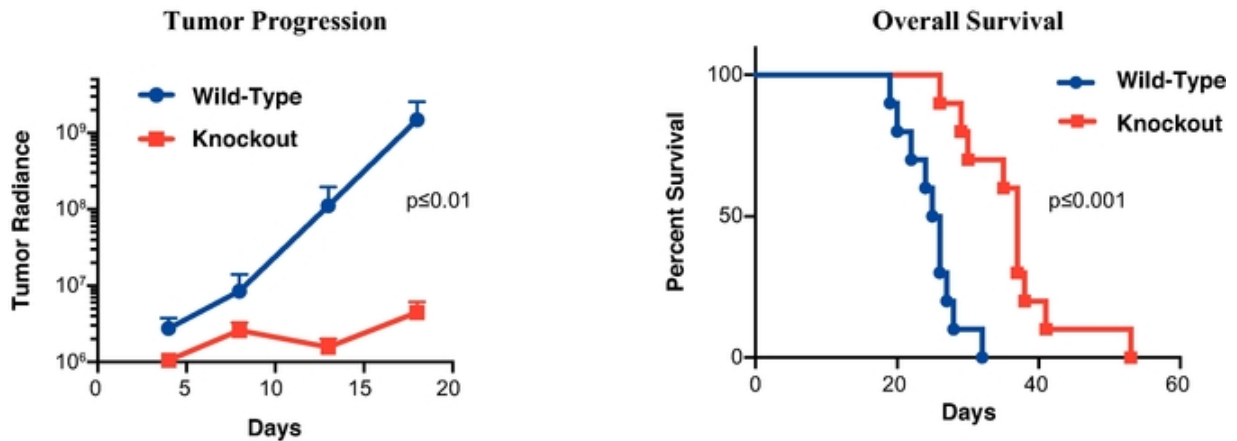 Tumor Progression
Wild-Type
Knockout
Tumor Radiance
10⁹
10⁸
10⁷
10⁶
p≤0.01
0
5
10
15
20
Days
Overall Survival
Wild-Type
Knockout
Percent Survival
100
50
0
p≤0.001
0
20
40
60
Days